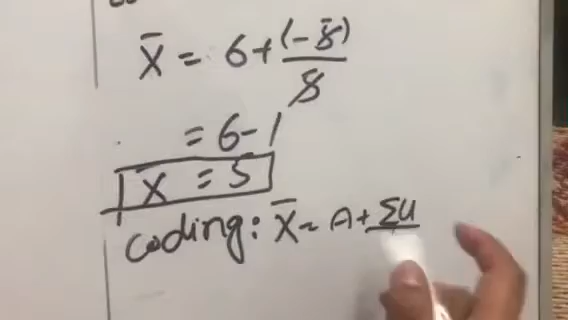 X̄ = 6+(-8)/8
= 6-1
X = 5
Coding: X̄ = A + ΣU